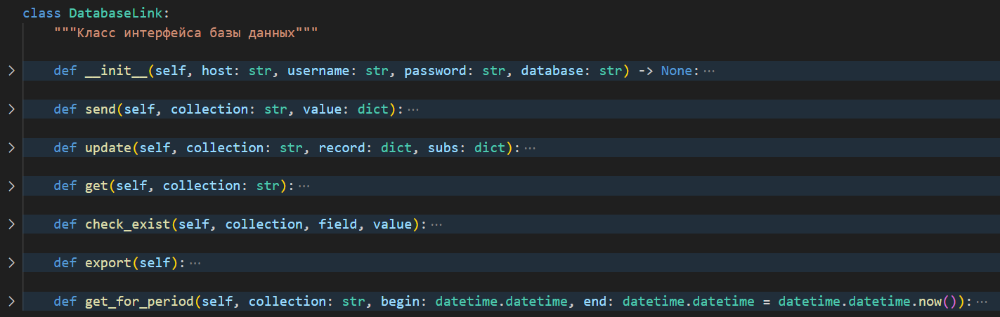 class DatabaseLink:
"""Класс интерфейса базы данных"""
def __init__(self, host: str, username: str, password: str, database: str) -> None:···
def send(self, collection: str, value: dict):···
def update(self, collection: str, record: dict, subs: dict):···
def get(self, collection: str):···
def check_exist(self, collection, field, value):···
def export(self):···
def get_for_period(self, collection: str, begin: datetime.datetime, end: datetime.datetime = datetime.datetime.now()):···